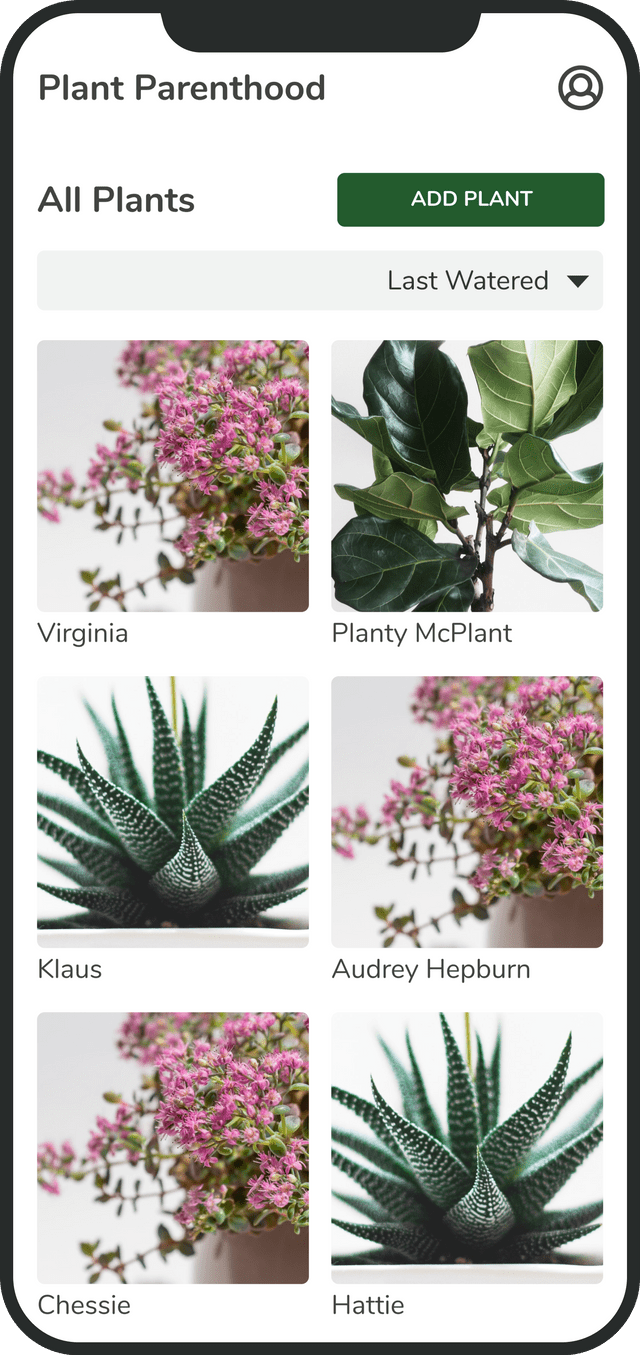 Plant Parenthood
All Plants
ADD PLANT
Last Watered
Virginia
Planty McPlant
Klaus
Audrey Hepburn
Chessie
Hattie